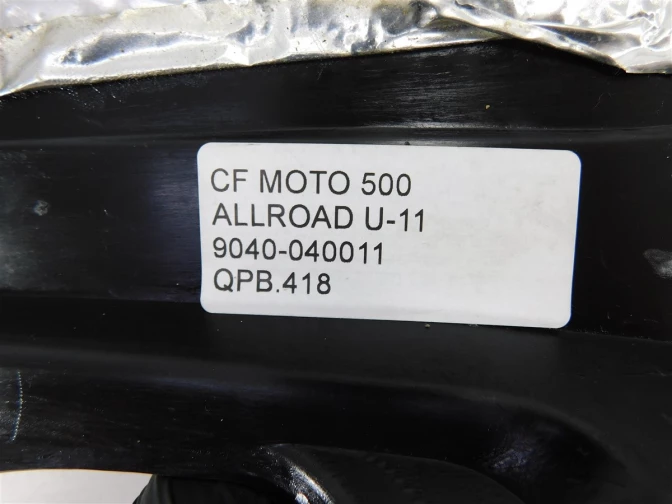 CF MOTO 500
ALLROAD U-11
9040-040011
QPB.418